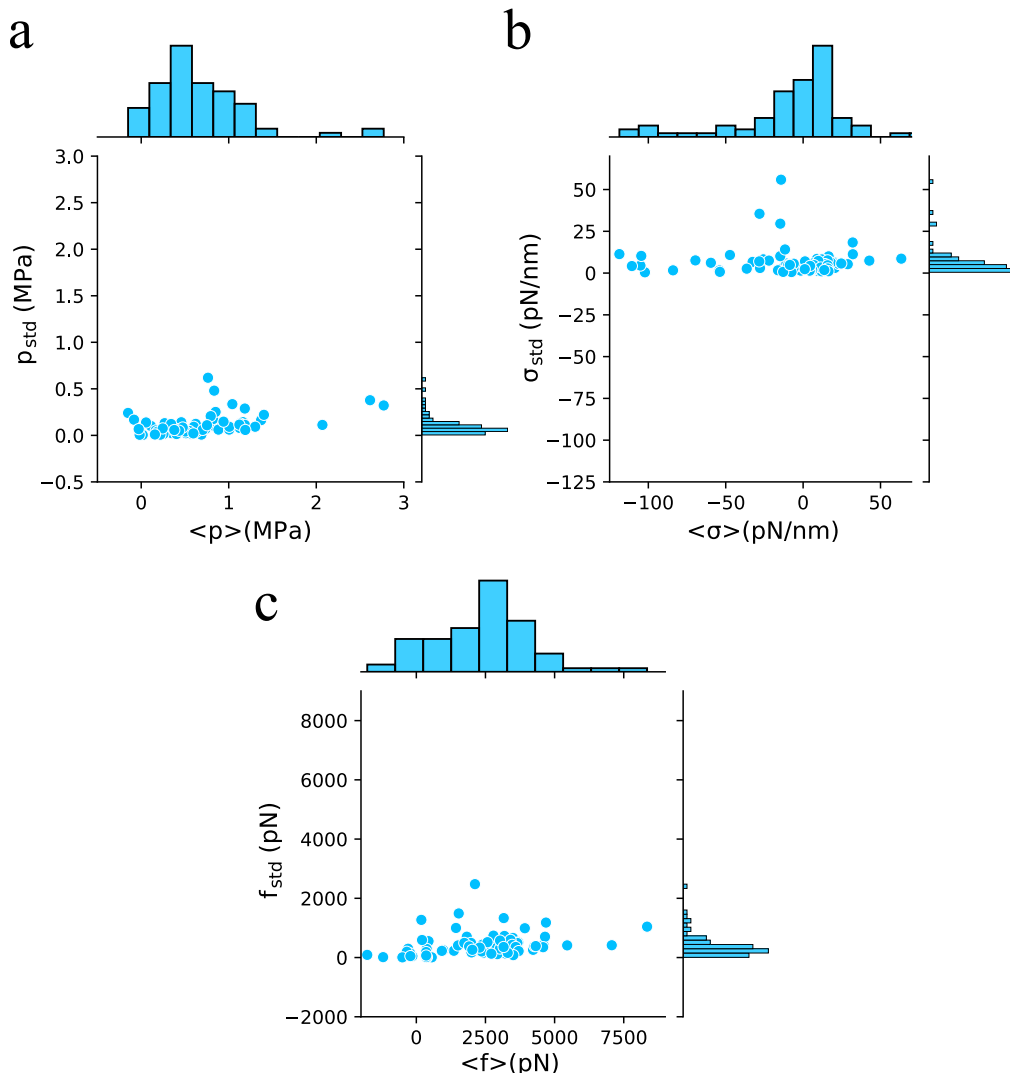 a
3.0
2.5
2.0
1.5
1.0
0.5
0.0
−0.5
p_std (MPa)
0 1 2 3
<p>(MPa)
b
50
25
0
−25
−50
−75
−100
−125
σ_std (pN/nm)
−100 −50 0 50
<σ>(pN/nm)
c
8000
6000
4000
2000
0
−2000
f_std (pN)
0 2500 5000 7500
<f>(pN)